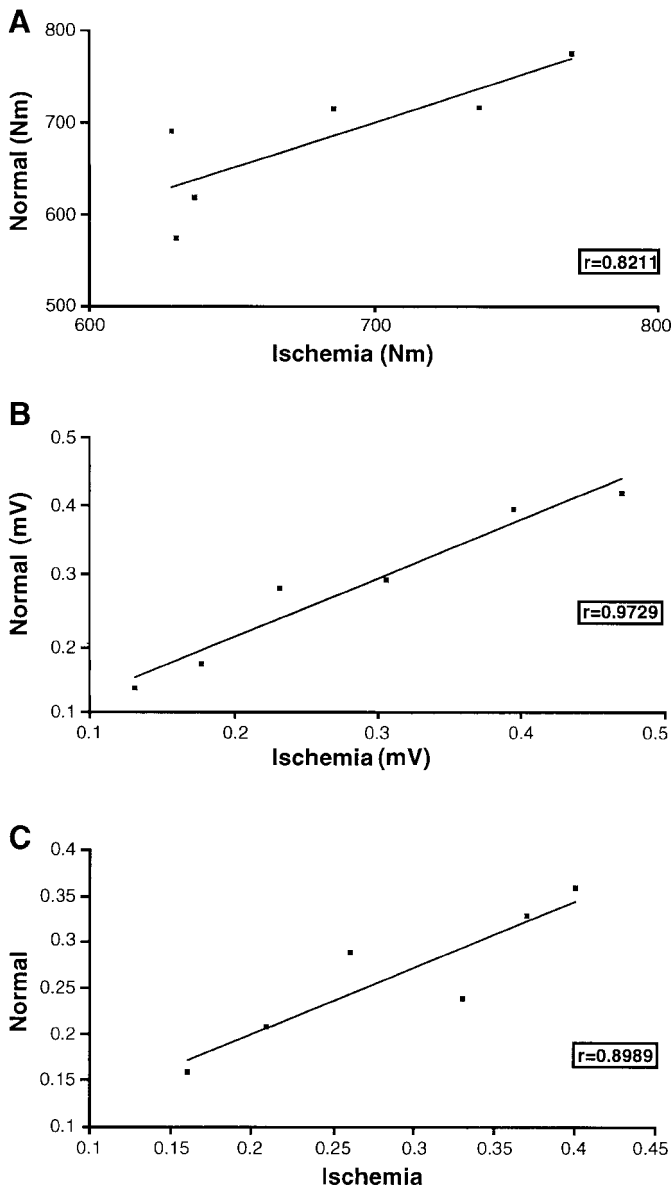 A
800
700
600
500
Normal (Nm)
r=0.8211
600 700 800
Ischemia (Nm)
B
0.5
0.4
0.3
0.2
0.1
Normal (mV)
r=0.9729
0.1 0.2 0.3 0.4 0.5
Ischemia (mV)
C
0.4
0.35
0.3
0.25
0.2
0.15
0.1
Normal
r=0.8989
0.1 0.15 0.2 0.25 0.3 0.35 0.4 0.45
Ischemia